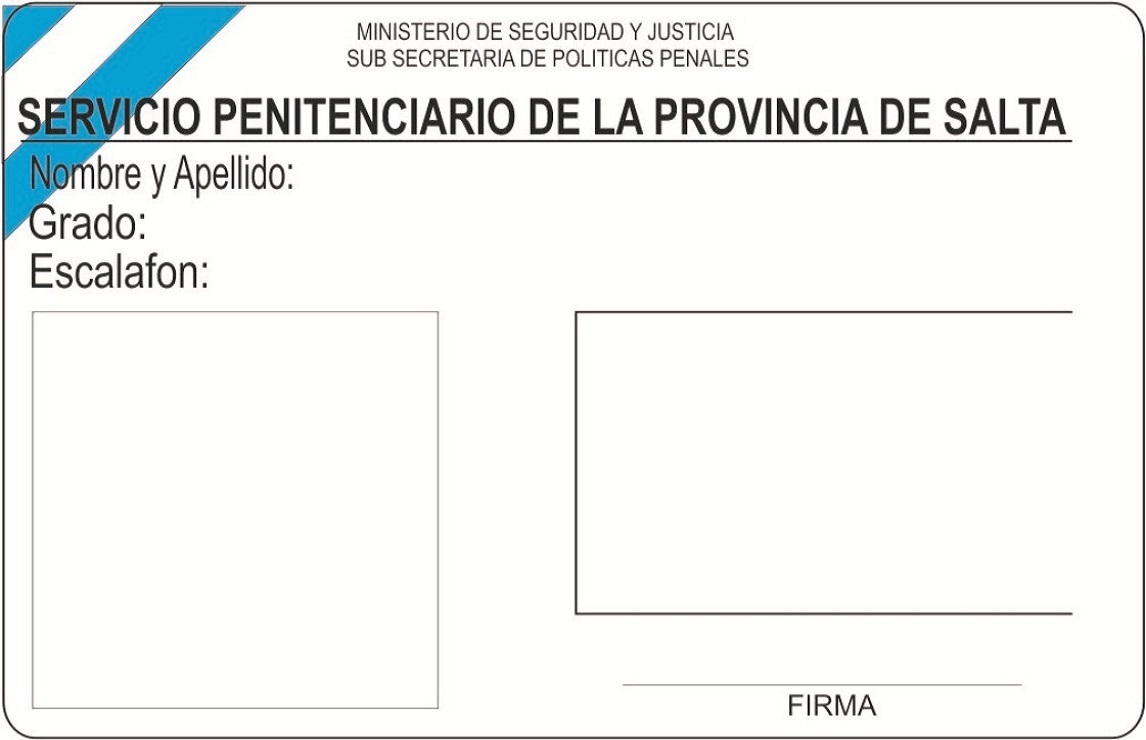 MINISTERIO DE SEGURIDAD Y JUSTICIA
SUB SECRETARIA DE POLITICAS PENALES
SERVICIO PENITENCIARIO DE LA PROVINCIA DE SALTA
Nombre y Apellido:
Grado:
Escalafon:
FIRMA